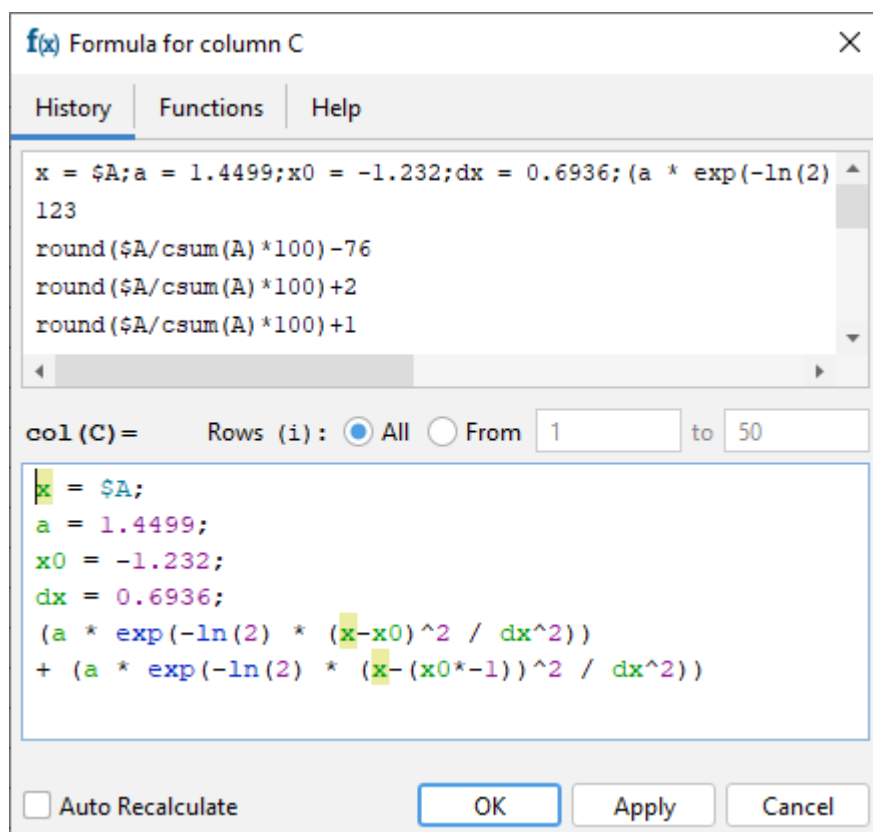 f(x) Formula for column C
History Functions Help
x = $A;a = 1.4499;x0 = -1.232;dx = 0.6936;(a * exp(-ln(2)
123
round($A/csum(A)*100)-76
round($A/csum(A)*100)+2
round($A/csum(A)*100)+1
col(C)= Rows (i): All From 1 to 50
x = $A;
a = 1.4499;
x0 = -1.232;
dx = 0.6936;
(a * exp(-ln(2) * (x-x0)^2 / dx^2))
+ (a * exp(-ln(2) * (x-(x0*-1))^2 / dx^2))
Auto Recalculate OK Apply Cancel